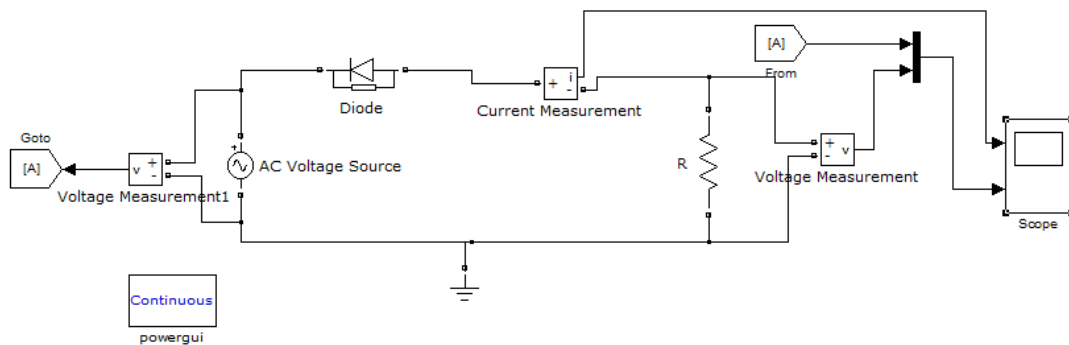 [A]
From
i
+
-
Diode
Current Measurement
Goto
[A]
v
+
-
Voltage Measurement1
+
AC Voltage Source
R
+
-
v
Voltage Measurement
Scope
Continuous
powergui